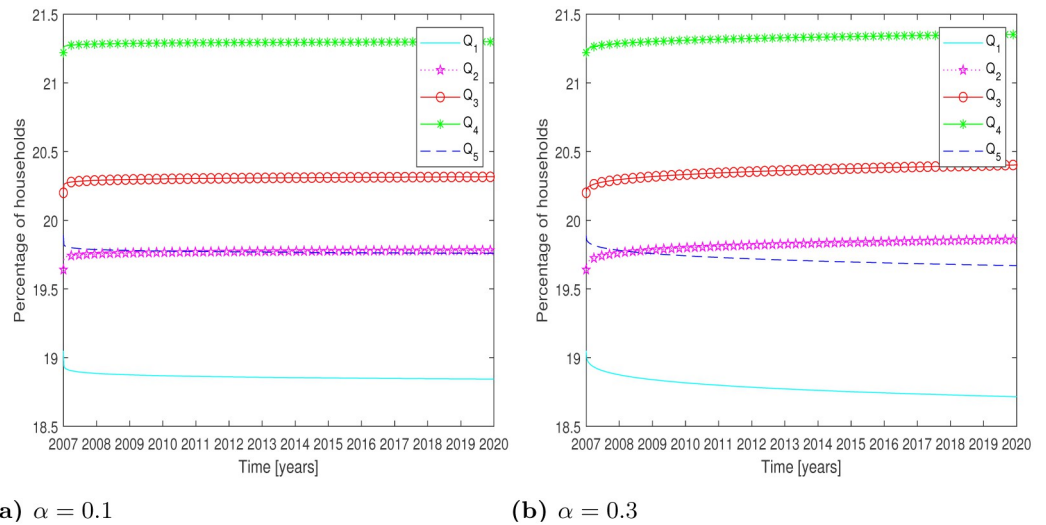 21.5
21
20.5
20
19.5
19
18.5
Percentage of households
2007 2008 2009 2010 2011 2012 2013 2014 2015 2016 2017 2018 2019 2020
Time [years]
Q1
Q2
Q3
Q4
Q5
a) α = 0.1
21.5
21
20.5
20
19.5
19
18.5
Percentage of households
2007 2008 2009 2010 2011 2012 2013 2014 2015 2016 2017 2018 2019 2020
Time [years]
Q1
Q2
Q3
Q4
Q5
(b) α = 0.3